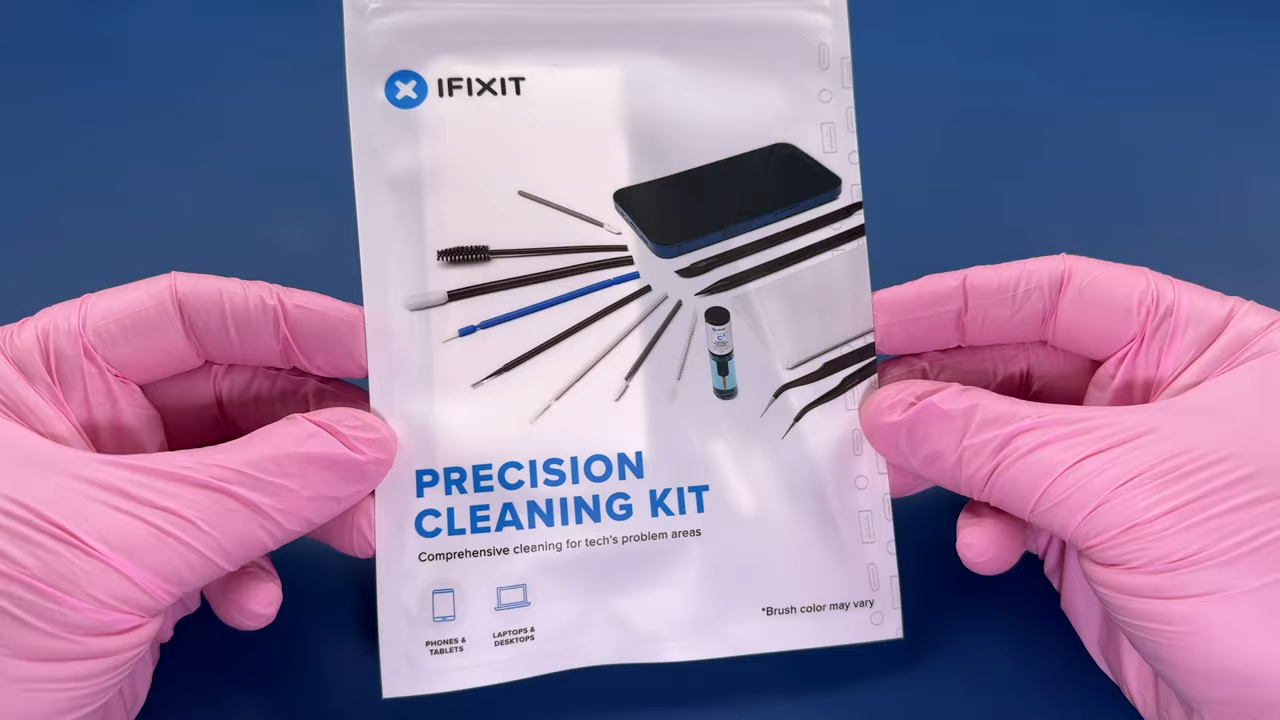 IFIXIT
PRECISION
CLEANING KIT
Comprehensive cleaning for tech's problem areas
*Brush color may vary
PHONES &
TABLETS
LAPTOPS &
DESKTOPS